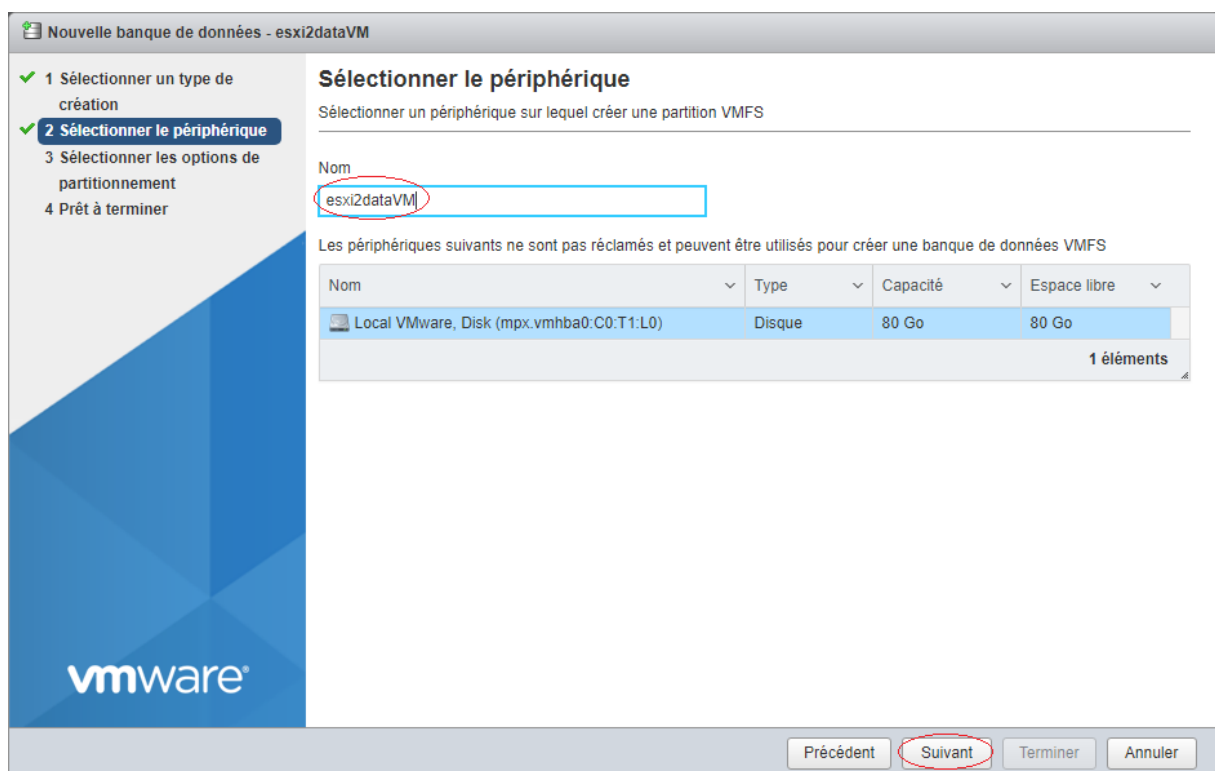 Nouvelle banque de données - esxi2dataVM
1 Sélectionner un type de
création
2 Sélectionner le périphérique
3 Sélectionner les options de
partitionnement
4 Prêt à terminer
Sélectionner le périphérique
Sélectionner un périphérique sur lequel créer une partition VMFS
Nom
esxi2dataVM
Les périphériques suivants ne sont pas réclamés et peuvent être utilisés pour créer une banque de données VMFS
Nom Type Capacité Espace libre
Local VMware, Disk (mpx.vmhba0:C0:T1:L0) Disque 80 Go 80 Go
1 éléments
vmware®
Précédent Suivant Terminer Annuler